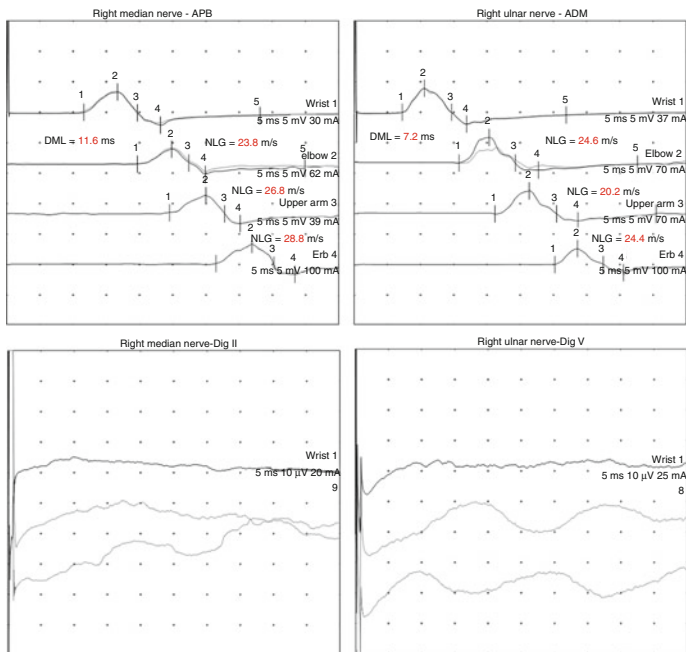 Right median nerve - APB
2
1 3 4 5
Wrist 1
5 ms 5 mV 30 mA
DML = 11.6 ms
NLG = 23.8 m/s
2
1 3 4 5
elbow 2
5 ms 5 mV 62 mA
NLG = 26.8 m/s
2
1 3 4
Upper arm 3
5 ms 5 mV 39 mA
NLG = 28.8 m/s
2
1 3 4
Erb 4
5 ms 5 mV 100 mA
Right ulnar nerve - ADM
2
1 3 4 5
Wrist 1
5 ms 5 mV 37 mA
DML = 7.2 ms
NLG = 24.6 m/s
2
1 3 4 5
Elbow 2
5 ms 5 mV 70 mA
NLG = 20.2 m/s
2
1 3 4
Upper arm 3
5 ms 5 mV 70 mA
NLG = 24.4 m/s
2
1 3 4
Erb 4
5 ms 5 mV 100 mA
Right median nerve-Dig II
Wrist 1
5 ms 10 μV 20 mA
9
Right ulnar nerve-Dig V
Wrist 1
5 ms 10 μV 25 mA
8